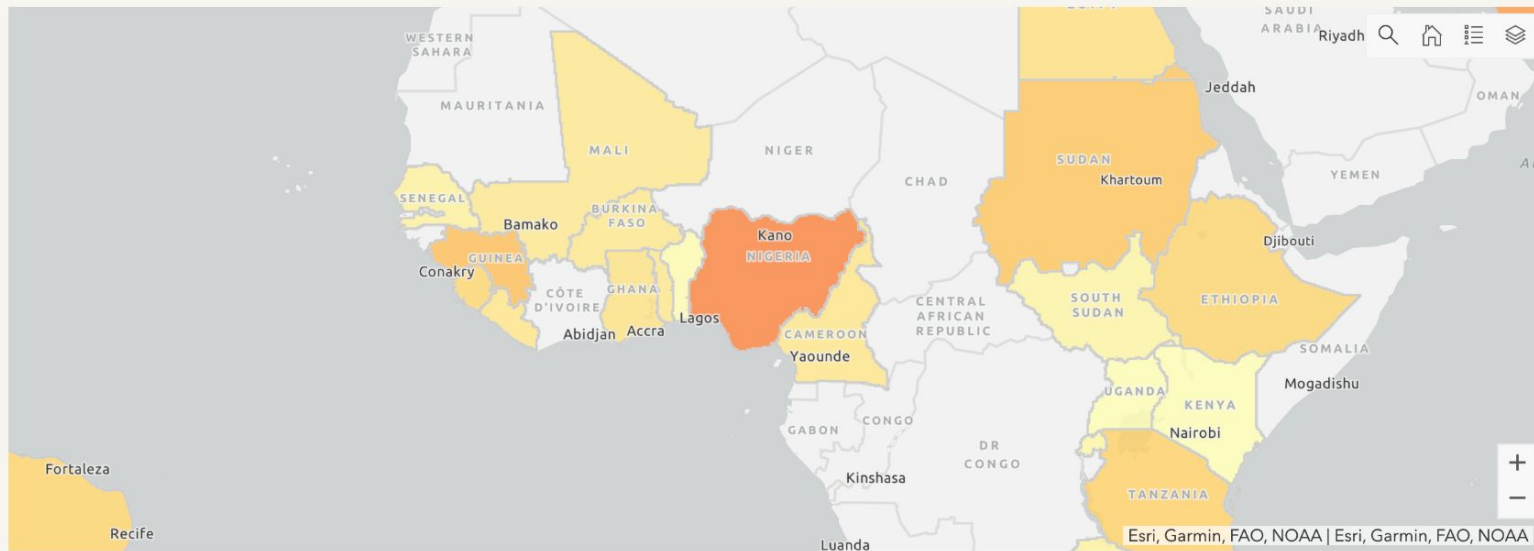 SAUDI
ARABIA
Riyadh
WESTERN
SAHARA
Jeddah
OMAN
MAURITANIA
MALI
NIGER
SUDAN
Khartoum
CHAD
YEMEN
SENEGAL
BURKINA
FASO
Bamako
Kano
NIGERIA
Djibouti
GUINEA
Conakry
CÔTE
D'IVOIRE
GHANA
Abidjan
Accra
Lagos
CENTRAL
AFRICAN
REPUBLIC
SOUTH
SUDAN
ETHIOPIA
CAMEROON
Yaounde
SOMALIA
Mogadishu
UGANDA
KENYA
Nairobi
GABON
CONGO
DR
CONGO
Kinshasa
Fortaleza
TANZANIA
Recife
Luanda
+
−
Esri, Garmin, FAO, NOAA | Esri, Garmin, FAO, NOAA